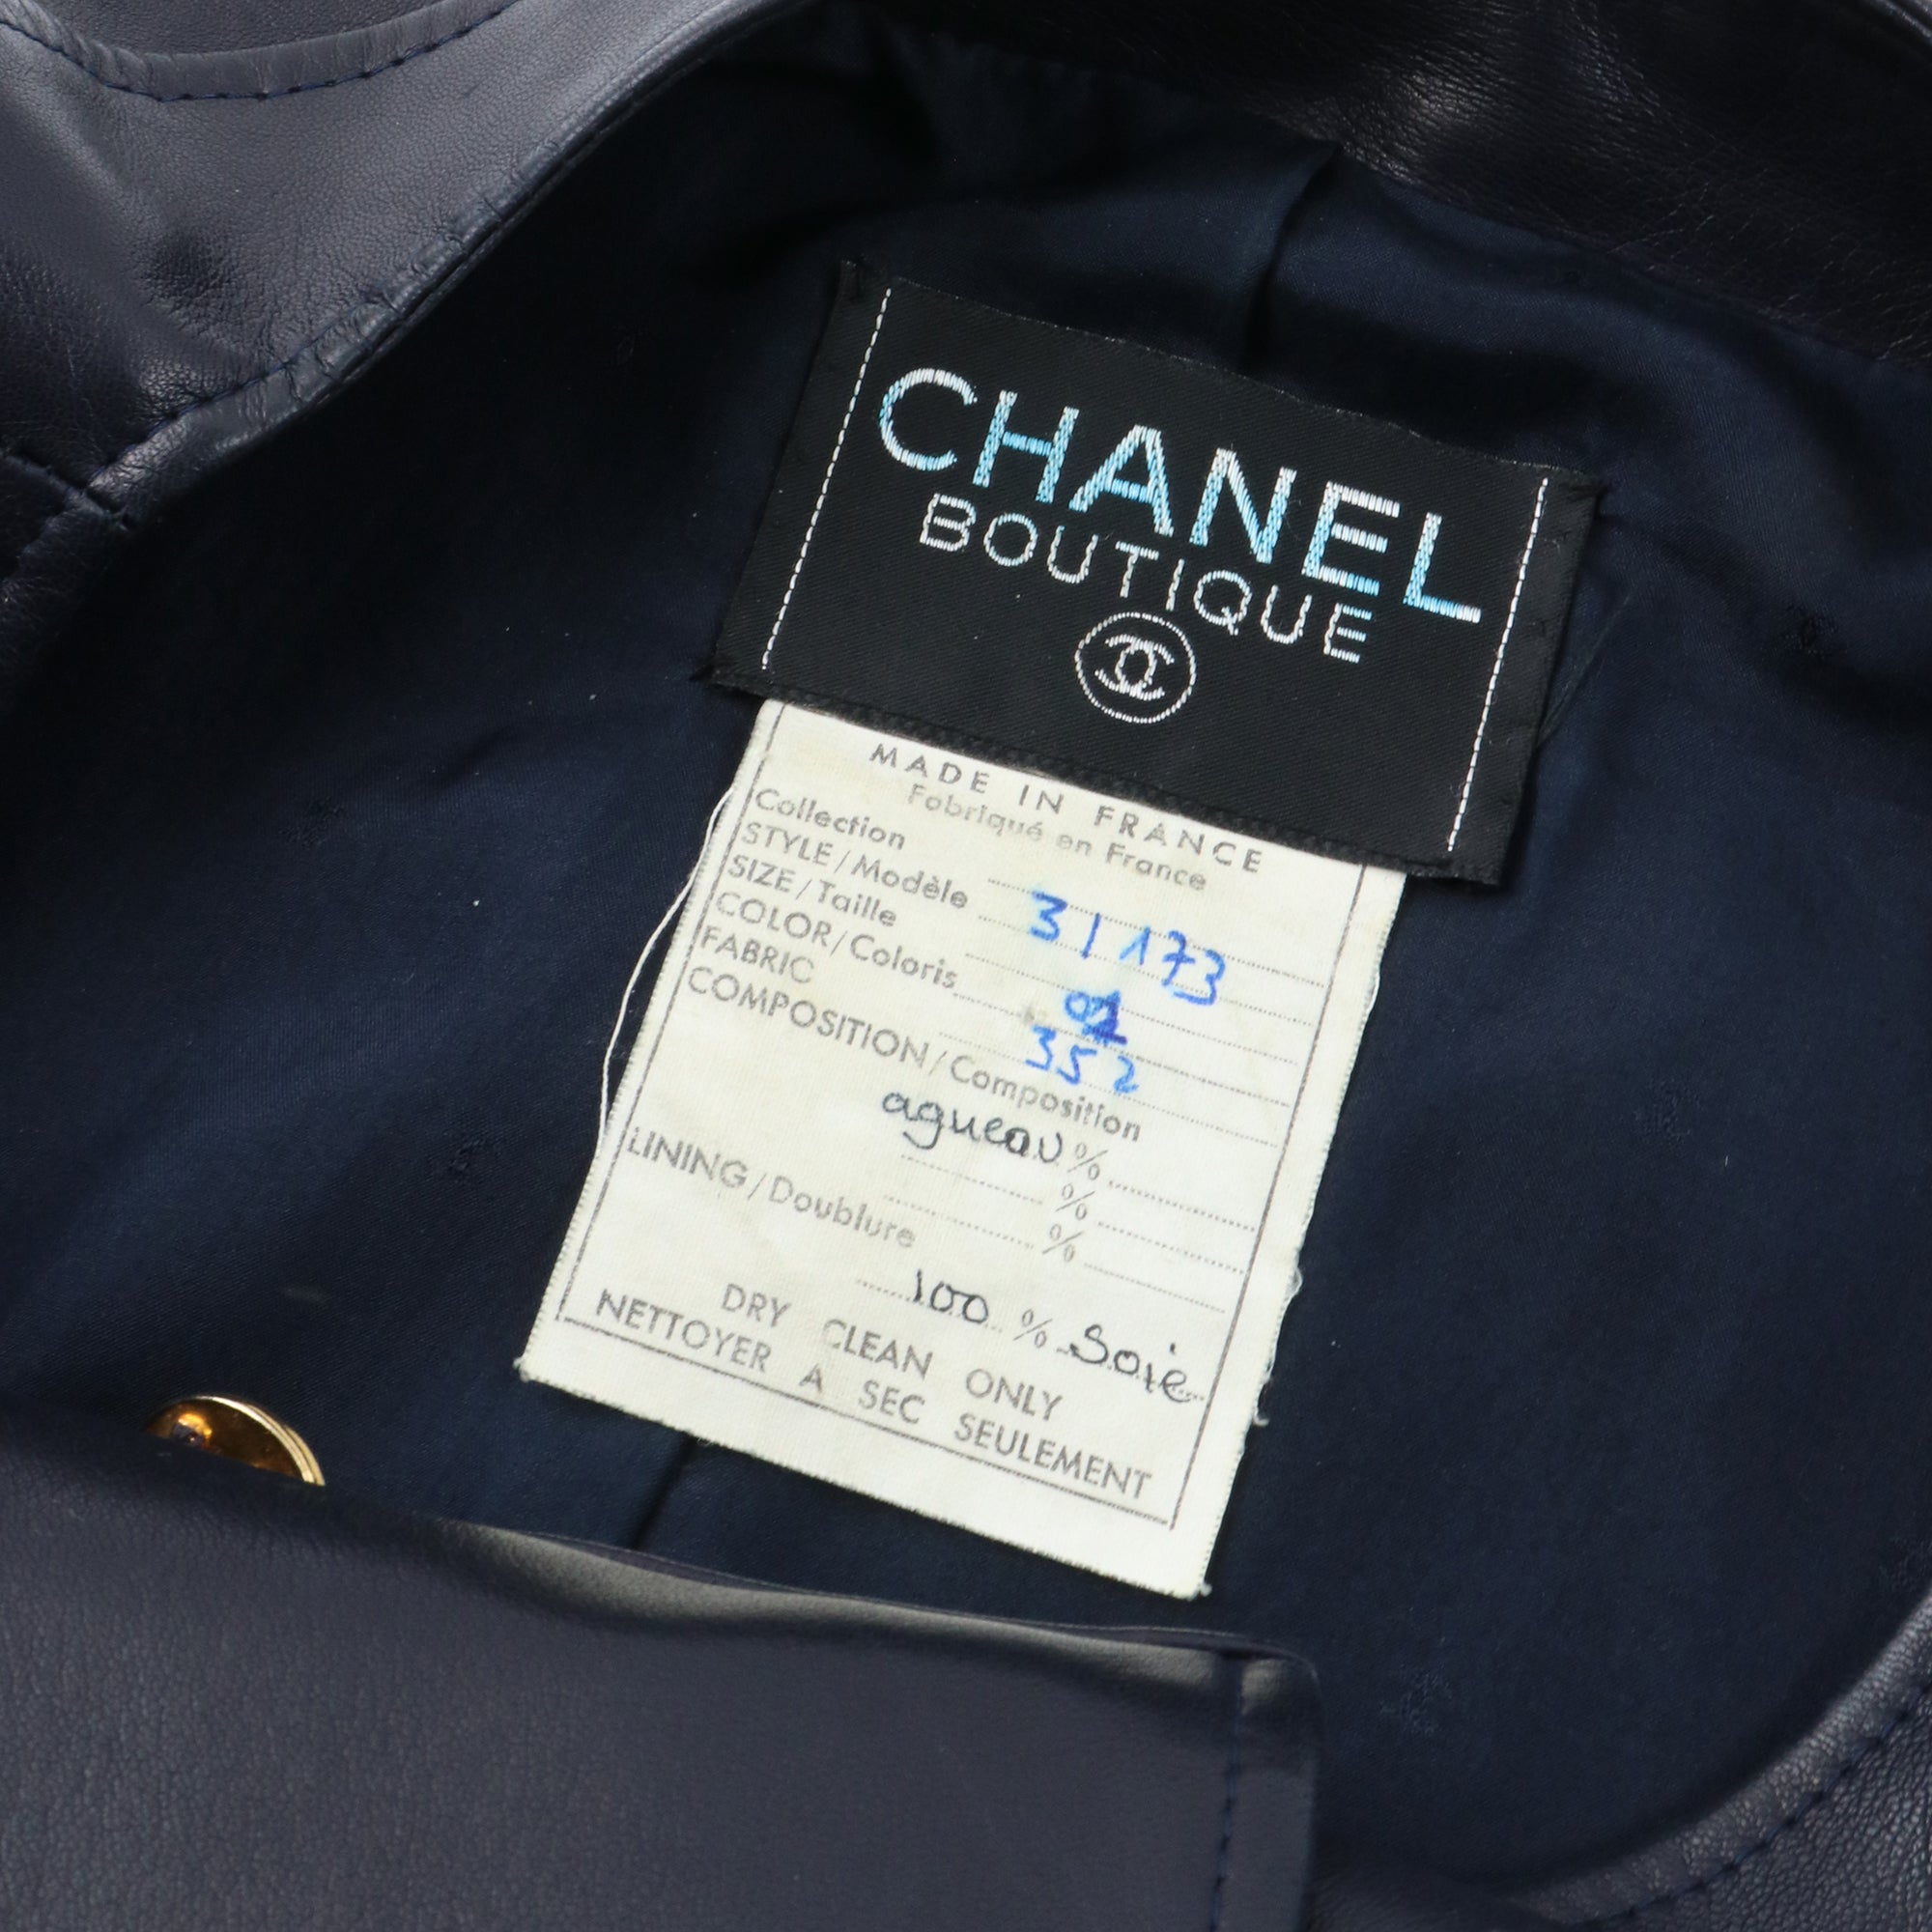 CHANEL
BOUTIQUE
MADE IN FRANCE
Fabriqué en France
Collection
STYLE/Modèle 31173
SIZE/Taille
COLOR/Coloris
FABRIC 352
COMPOSITION/Composition
agneau %
%
%
LINING/Doublure
100 % Soie
DRY CLEAN ONLY
NETTOYER A SEC SEULEMENT